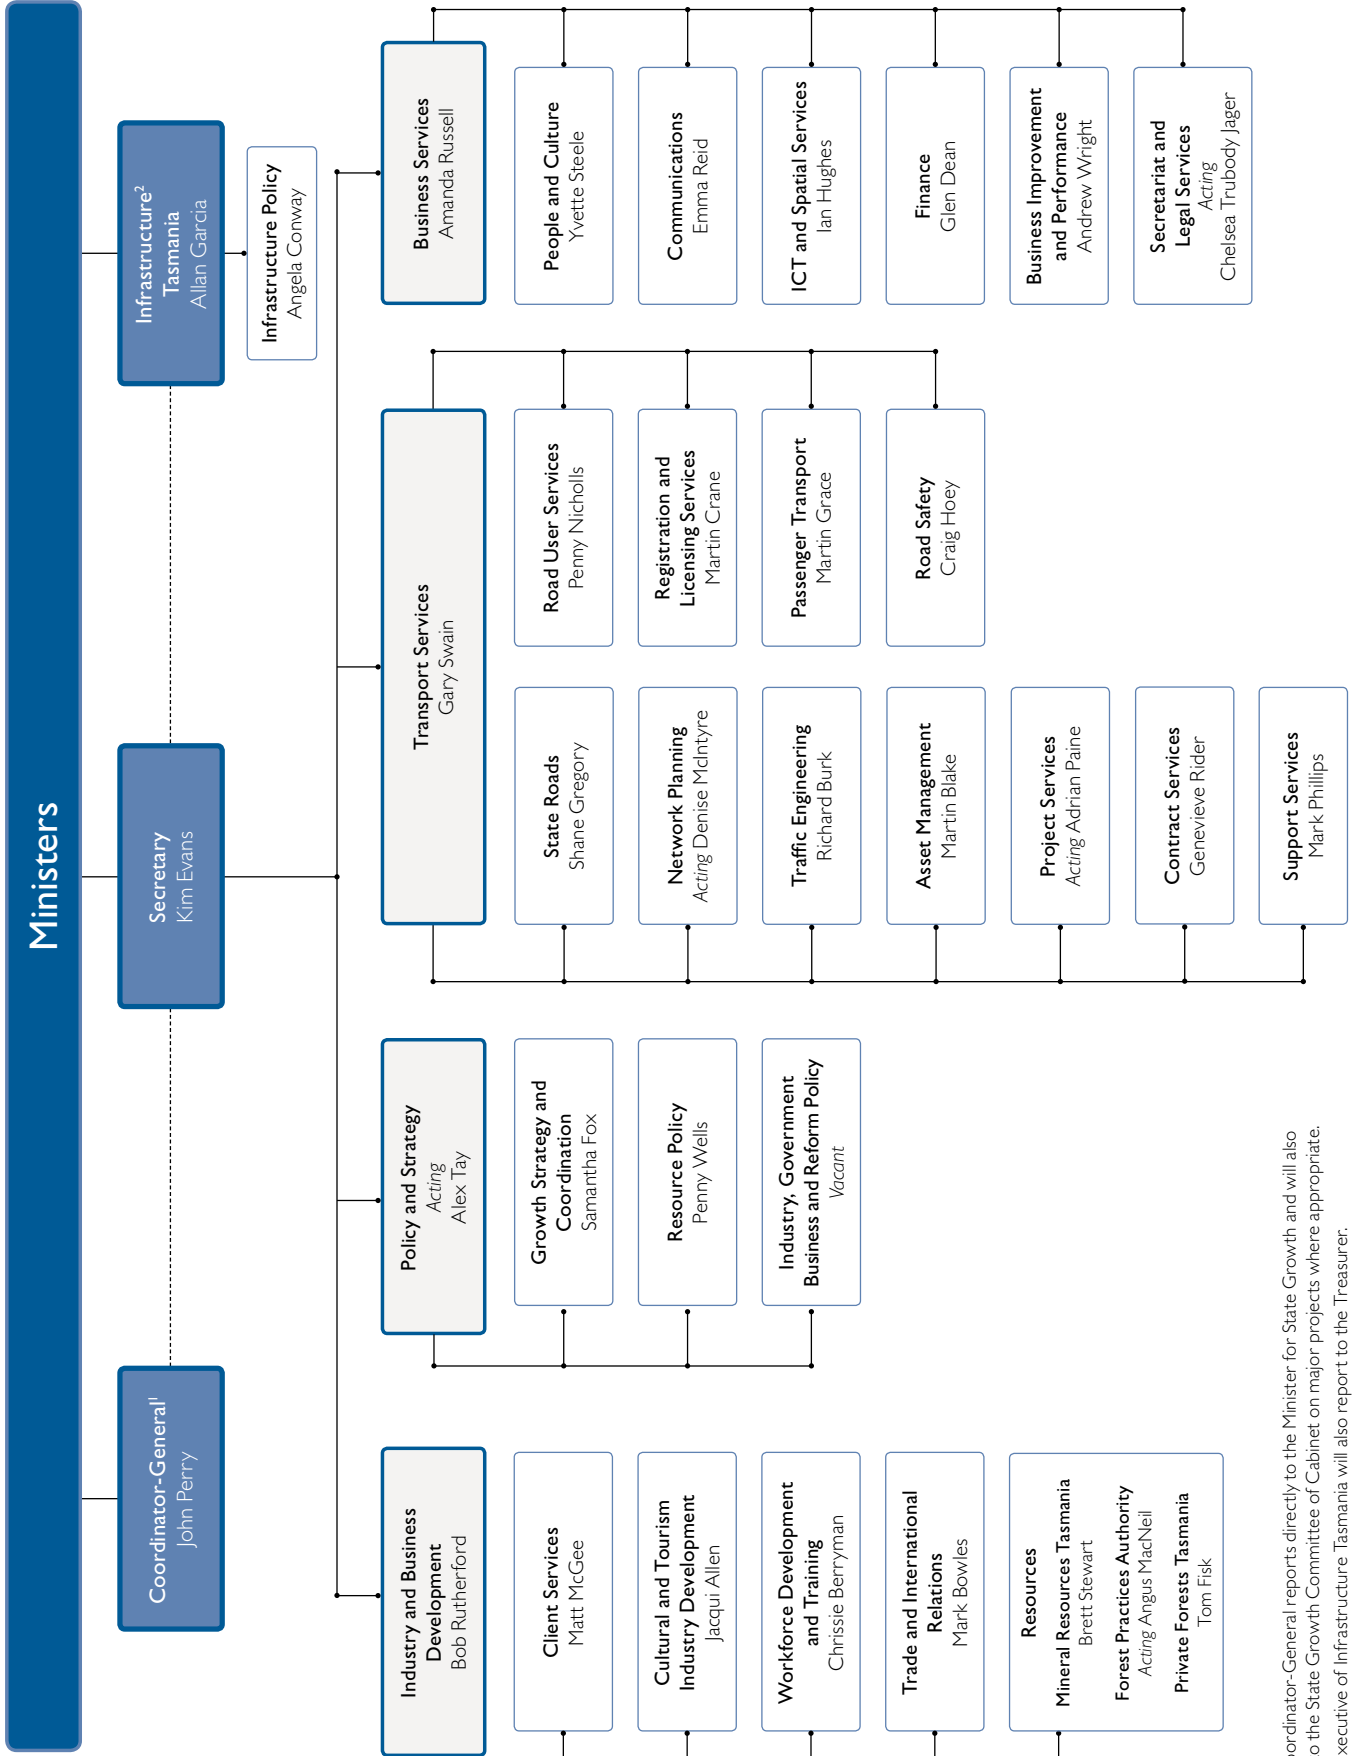 Ministers
Coordinator-General¹
John Perry
Secretary
Kim Evans
Infrastructure²
Tasmania
Allan Garcia
Infrastructure Policy
Angela Conway
Industry and Business
Development
Bob Rutherford
Client Services
Matt McGee
Cultural and Tourism
Industry Development
Jacqui Allen
Workforce Development
and Training
Chrissie Berryman
Trade and International
Relations
Mark Bowles
Resources
Mineral Resources Tasmania
Brett Stewart
Forest Practices Authority
Acting Angus MacNeil
Private Forests Tasmania
Tom Fisk
Policy and Strategy
Acting
Alex Tay
Growth Strategy and
Coordination
Samantha Fox
Resource Policy
Penny Wells
Industry, Government
Business and Reform Policy
Vacant
Transport Services
Gary Swain
State Roads
Shane Gregory
Network Planning
Acting Denise McIntyre
Traffic Engineering
Richard Burk
Asset Management
Martin Blake
Project Services
Acting Adrian Paine
Contract Services
Genevieve Rider
Support Services
Mark Phillips
Road User Services
Penny Nicholls
Registration and
Licensing Services
Martin Crane
Passenger Transport
Martin Grace
Road Safety
Craig Hoey
Business Services
Amanda Russell
People and Culture
Yvette Steele
Communications
Emma Reid
ICT and Spatial Services
Ian Hughes
Finance
Glen Dean
Business Improvement
and Performance
Andrew Wright
Secretariat and
Legal Services
Acting
Chelsea Trubody Jager
ordinator-General reports directly to the Minister for State Growth and will also
o the State Growth Committee of Cabinet on major projects where appropriate.
xecutive of Infrastructure Tasmania will also report to the Treasurer.